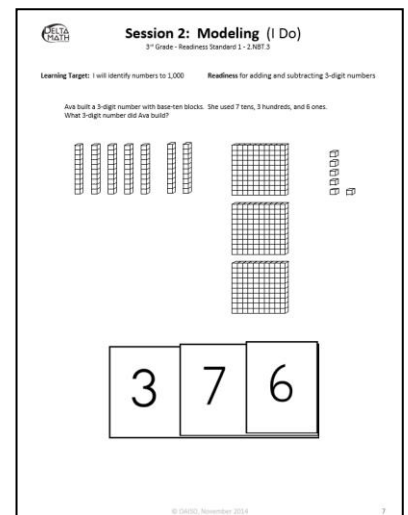 DELTA
MATH
Session 2: Modeling (I Do)
3rd Grade - Readiness Standard 1 - 2.NBT.3
Learning Target: I will identify numbers to 1,000 Readiness for adding and subtracting 3-digit numbers
Ava built a 3-digit number with base-ten blocks. She used 7 tens, 3 hundreds, and 6 ones.
What 3-digit number did Ava build?
3 7 6
© OAISD, November 2014 7